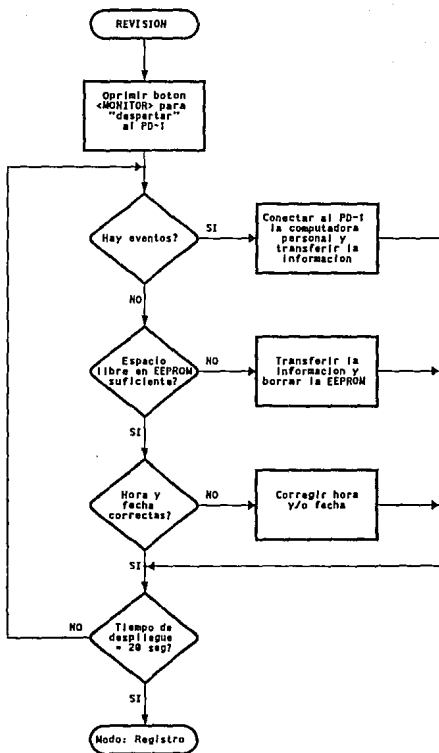 REVISION
Oprimir boton
<MONITOR> para
"despertar"
al PD-1
Hay eventos?
SI
Conectar al PD-1
la computadora
personal y
transferir la
informacion
NO
Espacio
libre en EEPROM
suficiente?
NO
Transferir la
informacion y
borrar la EEPROM
SI
Hora y
fecha
correctas?
NO
Corregir hora
y/o fecha
SI
Tiempo de
despliegue
= 20 seg?
NO
SI
Modo: Registro